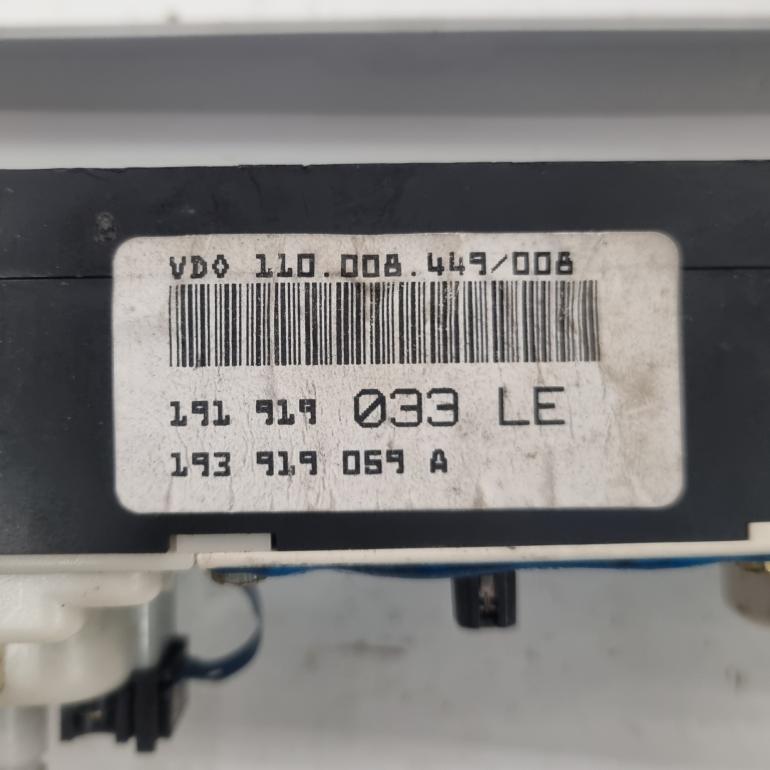 VDO 110.008.449/008
191 919 033 LE
193 919 059 A